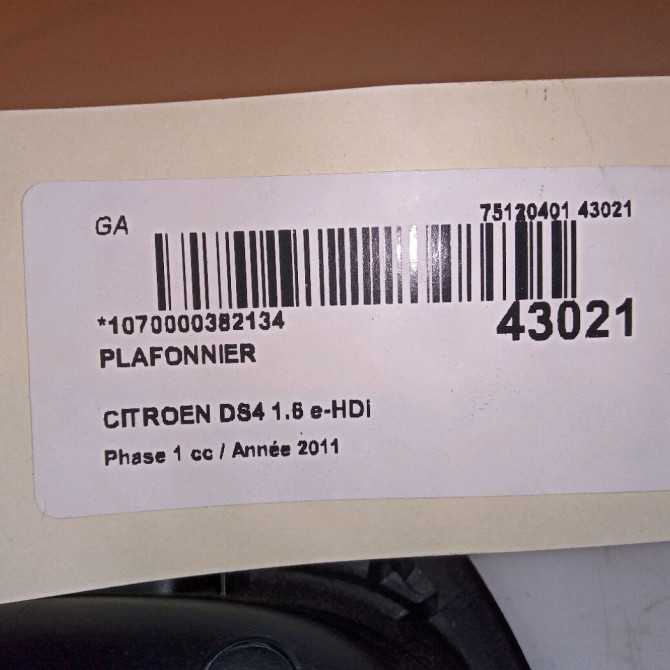 GA
75120401 43021
*1070000382134
43021
PLAFONNIER
CITROEN DS4 1.6 e-HDi
Phase 1 cc / Année 2011